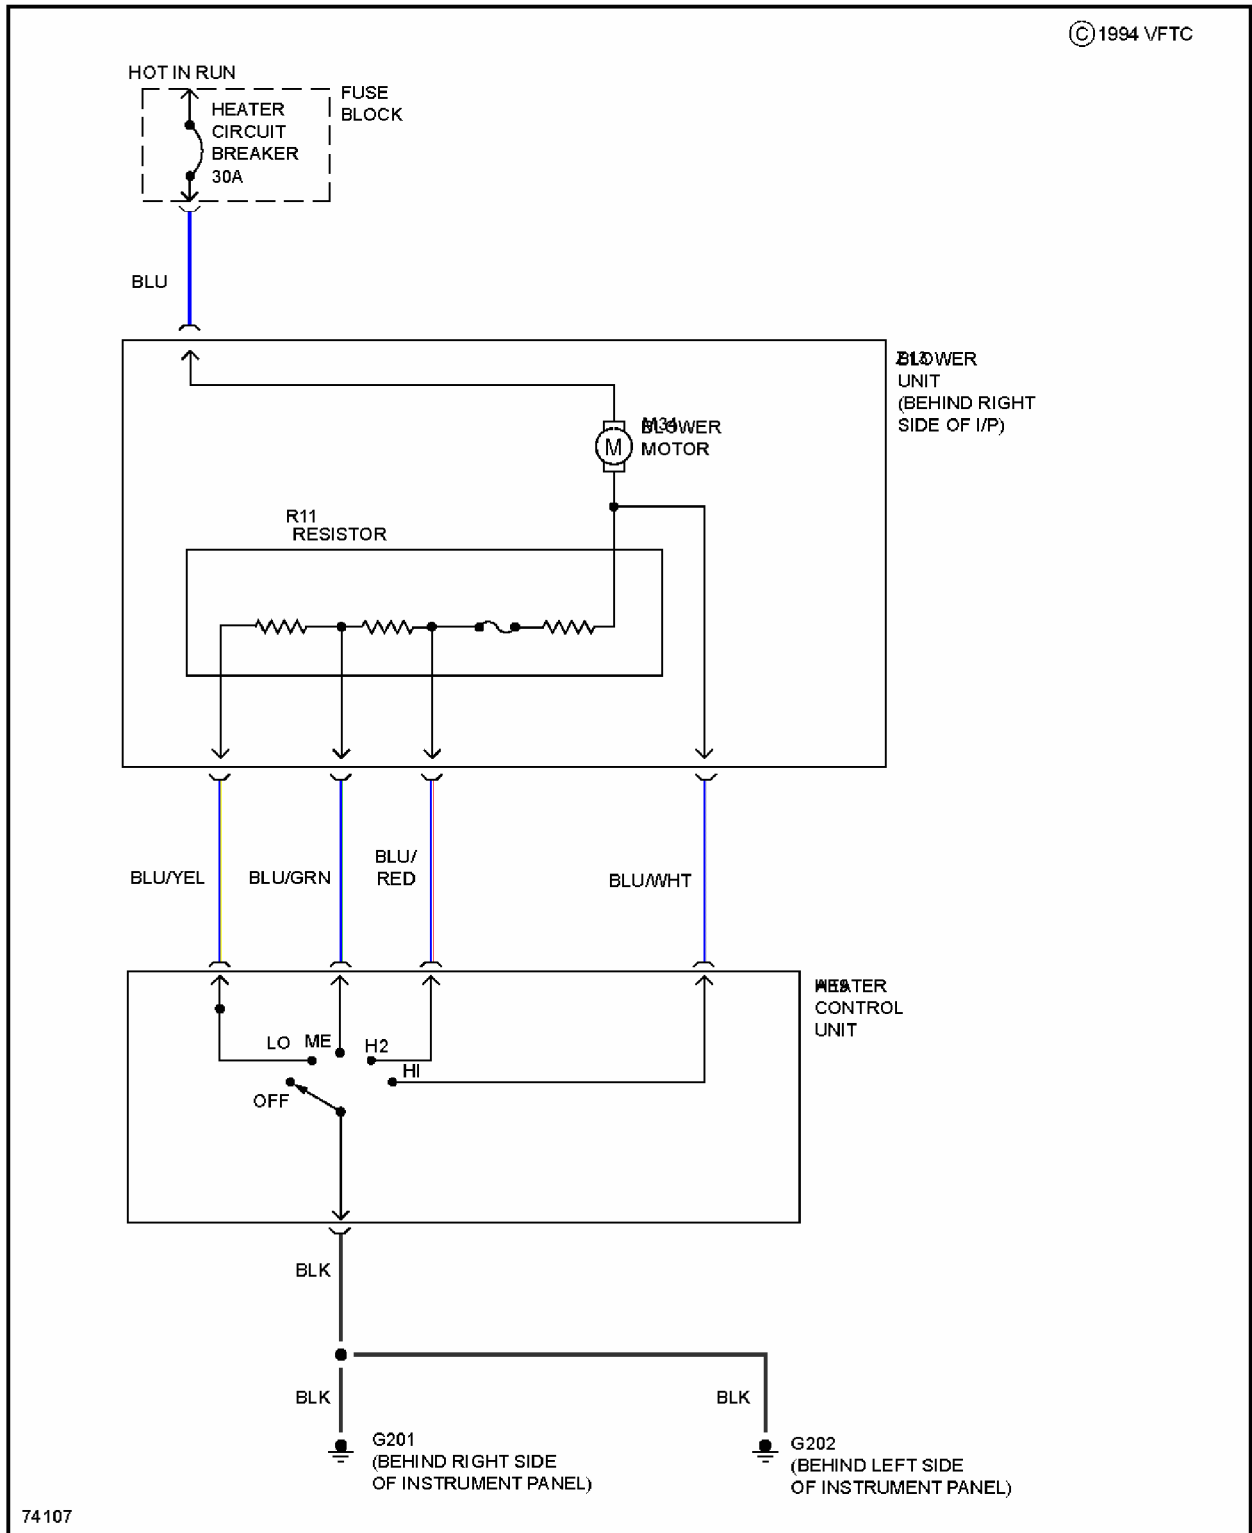 © 1994 VFTC
HOT IN RUN
HEATER
CIRCUIT
BREAKER
30A
FUSE
BLOCK
BLU
BLOWER
UNIT
(BEHIND RIGHT
SIDE OF I/P)
M
BLOWER
MOTOR
R11
RESISTOR
BLU/YEL
BLU/GRN
BLU/
RED
BLU/WHT
HEATER
CONTROL
UNIT
LO
ME
H2
HI
OFF
BLK
BLK
BLK
G201
(BEHIND RIGHT SIDE
OF INSTRUMENT PANEL)
G202
(BEHIND LEFT SIDE
OF INSTRUMENT PANEL)
74107